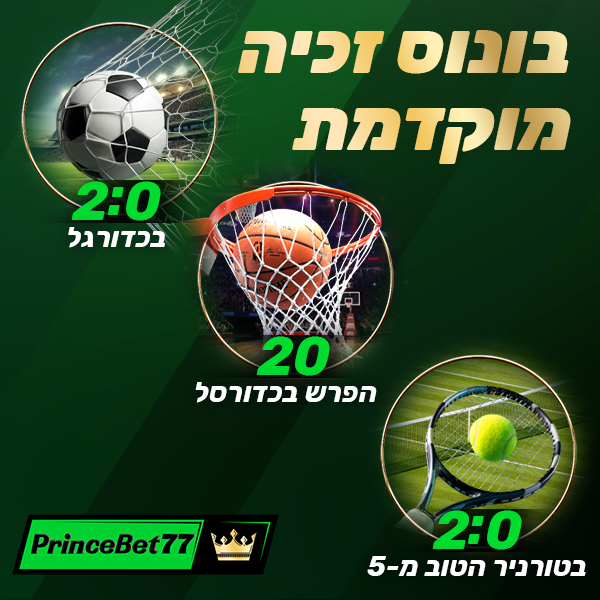 בונוס זכיה
מוקדמת
2:0
בכדורגל
20
הפרש בכדורסל
2:0
בטורניר הטוב מ-5
PrinceBet77